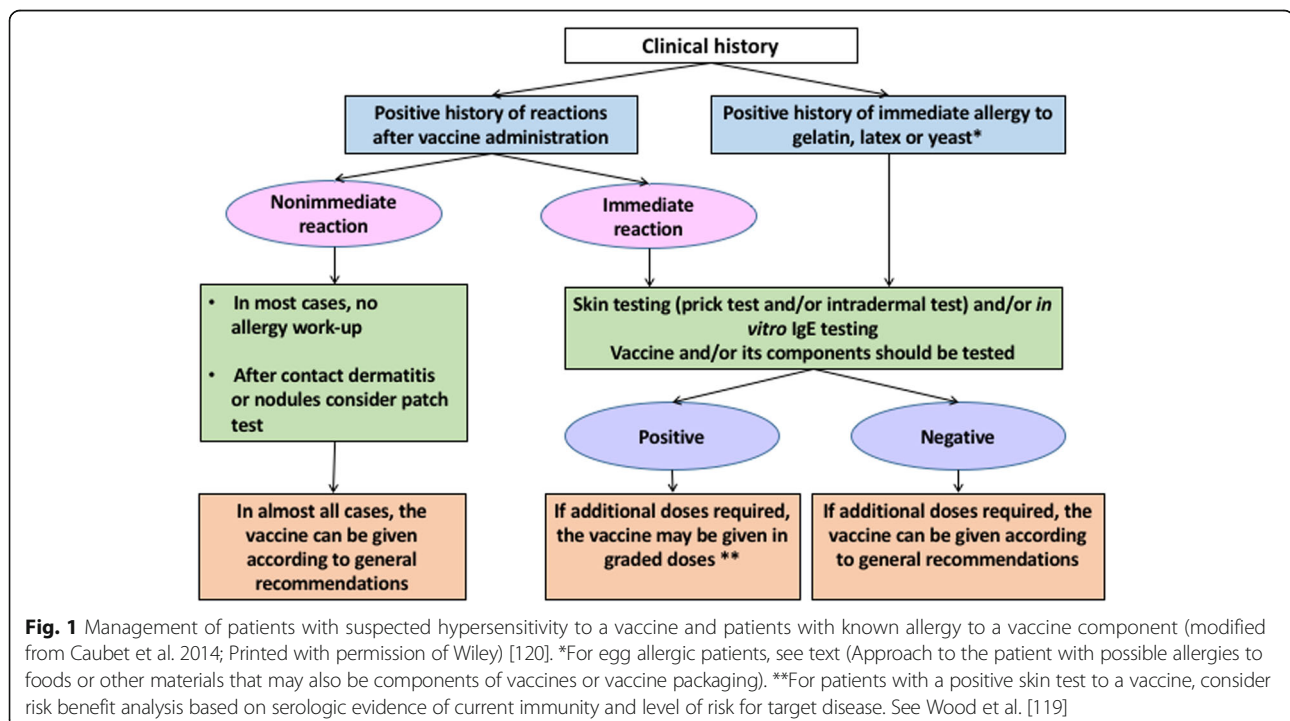 Clinical history
Positive history of reactions
after vaccine administration
Positive history of immediate allergy to
gelatin, latex or yeast*
Nonimmediate
reaction
Immediate
reaction
• In most cases, no
allergy work-up
• After contact dermatitis
or nodules consider patch
test
Skin testing (prick test and/or intradermal test) and/or in
vitro IgE testing
Vaccine and/or its components should be tested
Positive
Negative
In almost all cases, the
vaccine can be given
according to general
recommendations
If additional doses required,
the vaccine may be given in
graded doses **
If additional doses required, the
vaccine can be given according
to general recommendations
Fig. 1 Management of patients with suspected hypersensitivity to a vaccine and patients with known allergy to a vaccine component (modified
from Caubet et al. 2014; Printed with permission of Wiley) [120]. *For egg allergic patients, see text (Approach to the patient with possible allergies to
foods or other materials that may also be components of vaccines or vaccine packaging). **For patients with a positive skin test to a vaccine, consider
risk benefit analysis based on serologic evidence of current immunity and level of risk for target disease. See Wood et al. [119]